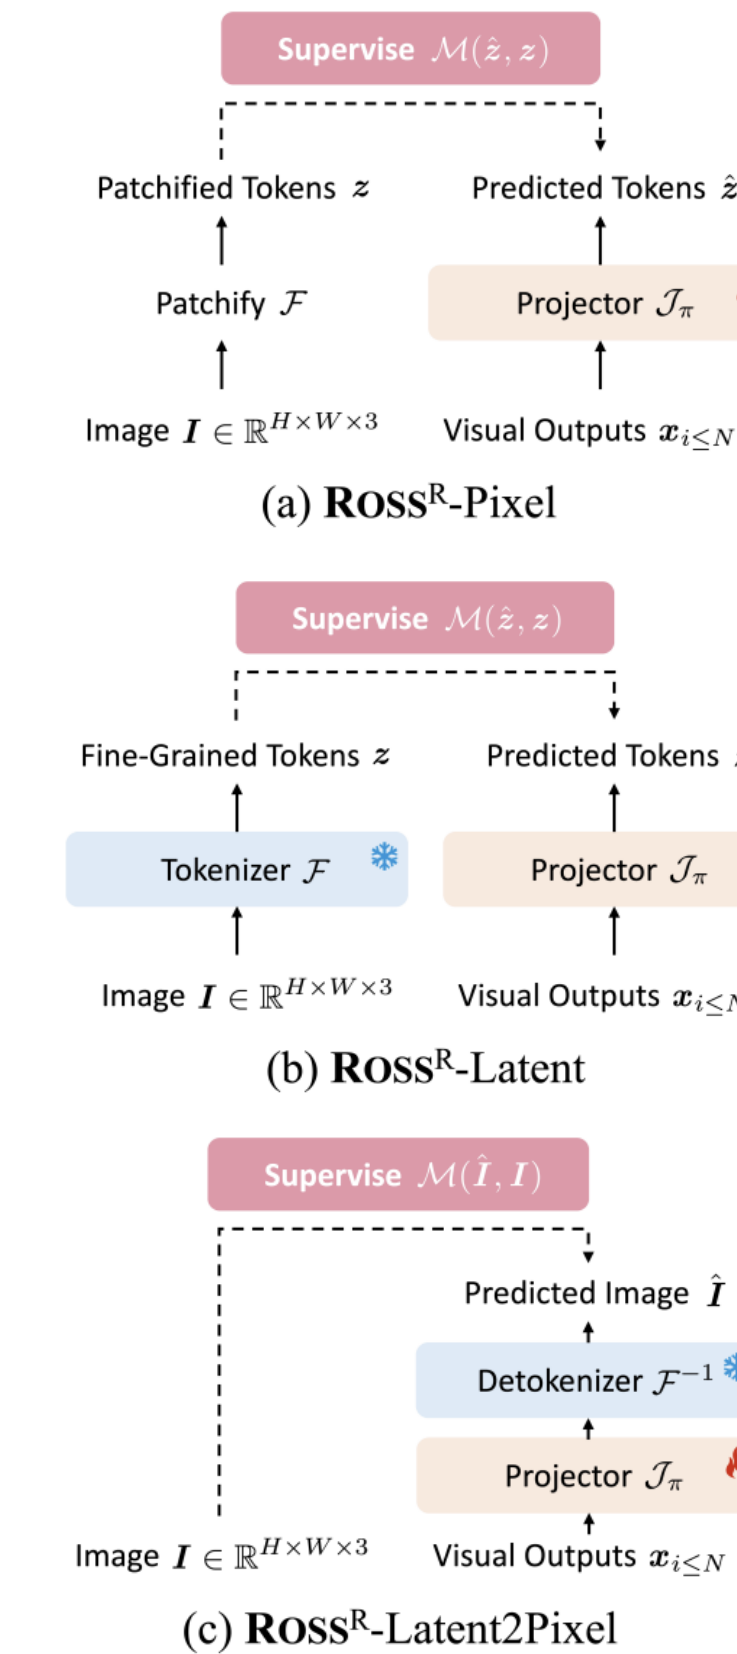 Supervise ℳ(ẑ, z)
Patchified Tokens z Predicted Tokens ẑ
Patchify ℱ Projector 𝒥_π
Image I ∈ ℝ^{H×W×3} Visual Outputs x_{i≤N}
(a) ROSS^R-Pixel
Supervise ℳ(ẑ, z)
Fine-Grained Tokens z Predicted Tokens
Tokenizer ℱ Projector 𝒥_π
Image I ∈ ℝ^{H×W×3} Visual Outputs x_{i≤N}
(b) ROSS^R-Latent
Supervise ℳ(Î, I)
Predicted Image Î
Detokenizer ℱ^{-1}
Projector 𝒥_π
Image I ∈ ℝ^{H×W×3} Visual Outputs x_{i≤N}
(c) ROSS^R-Latent2Pixel